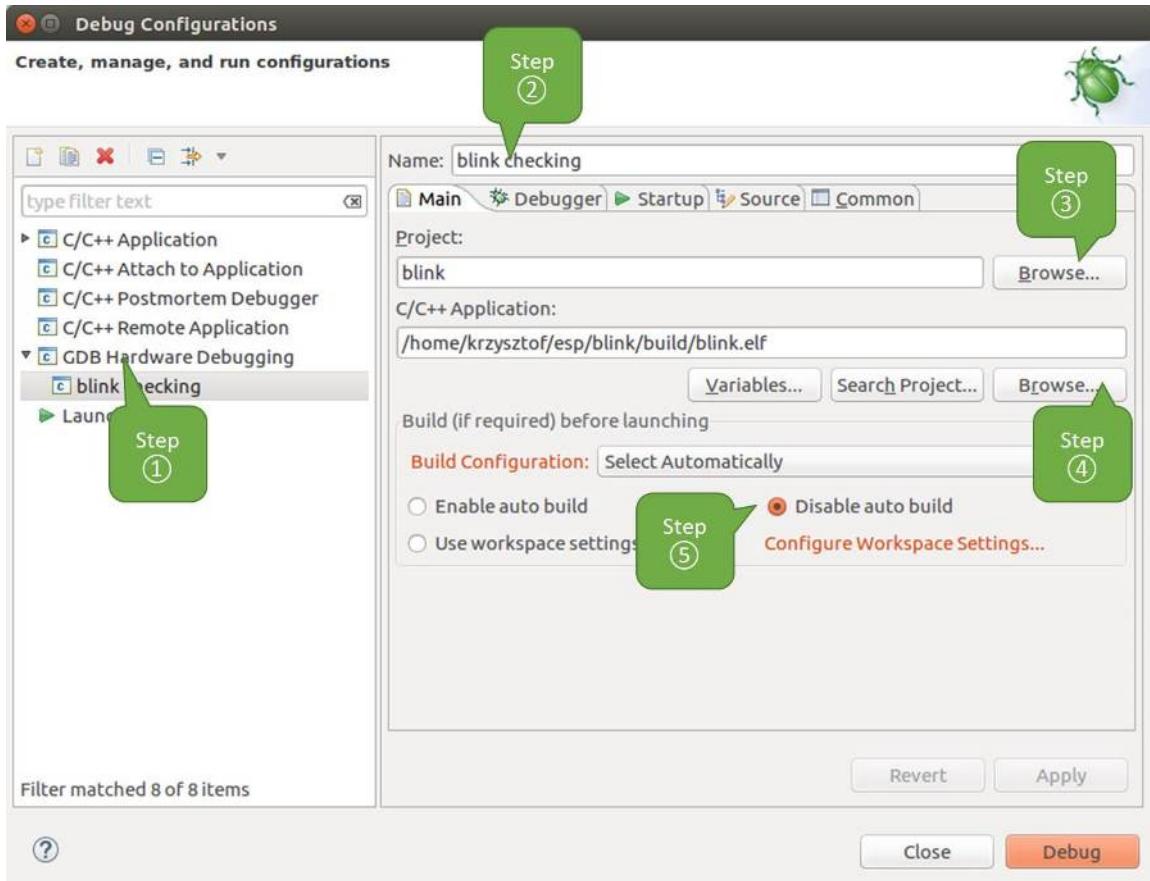 Debug Configurations
Create, manage, and run configurations
Step
②
type filter text
C/C++ Application
C/C++ Attach to Application
C/C++ Postmortem Debugger
C/C++ Remote Application
GDB Hardware Debugging
blink checking
Launc
Step
①
Filter matched 8 of 8 items
Name: blink checking
Step
③
Main Debugger Startup Source Common
Project:
blink Browse...
C/C++ Application:
/home/krzysztof/esp/blink/build/blink.elf
Variables... Search Project... Browse...
Step
④
Build (if required) before launching
Build Configuration: Select Automatically
Enable auto build Disable auto build
Step
⑤
Use workspace settings Configure Workspace Settings...
Revert Apply
Close Debug